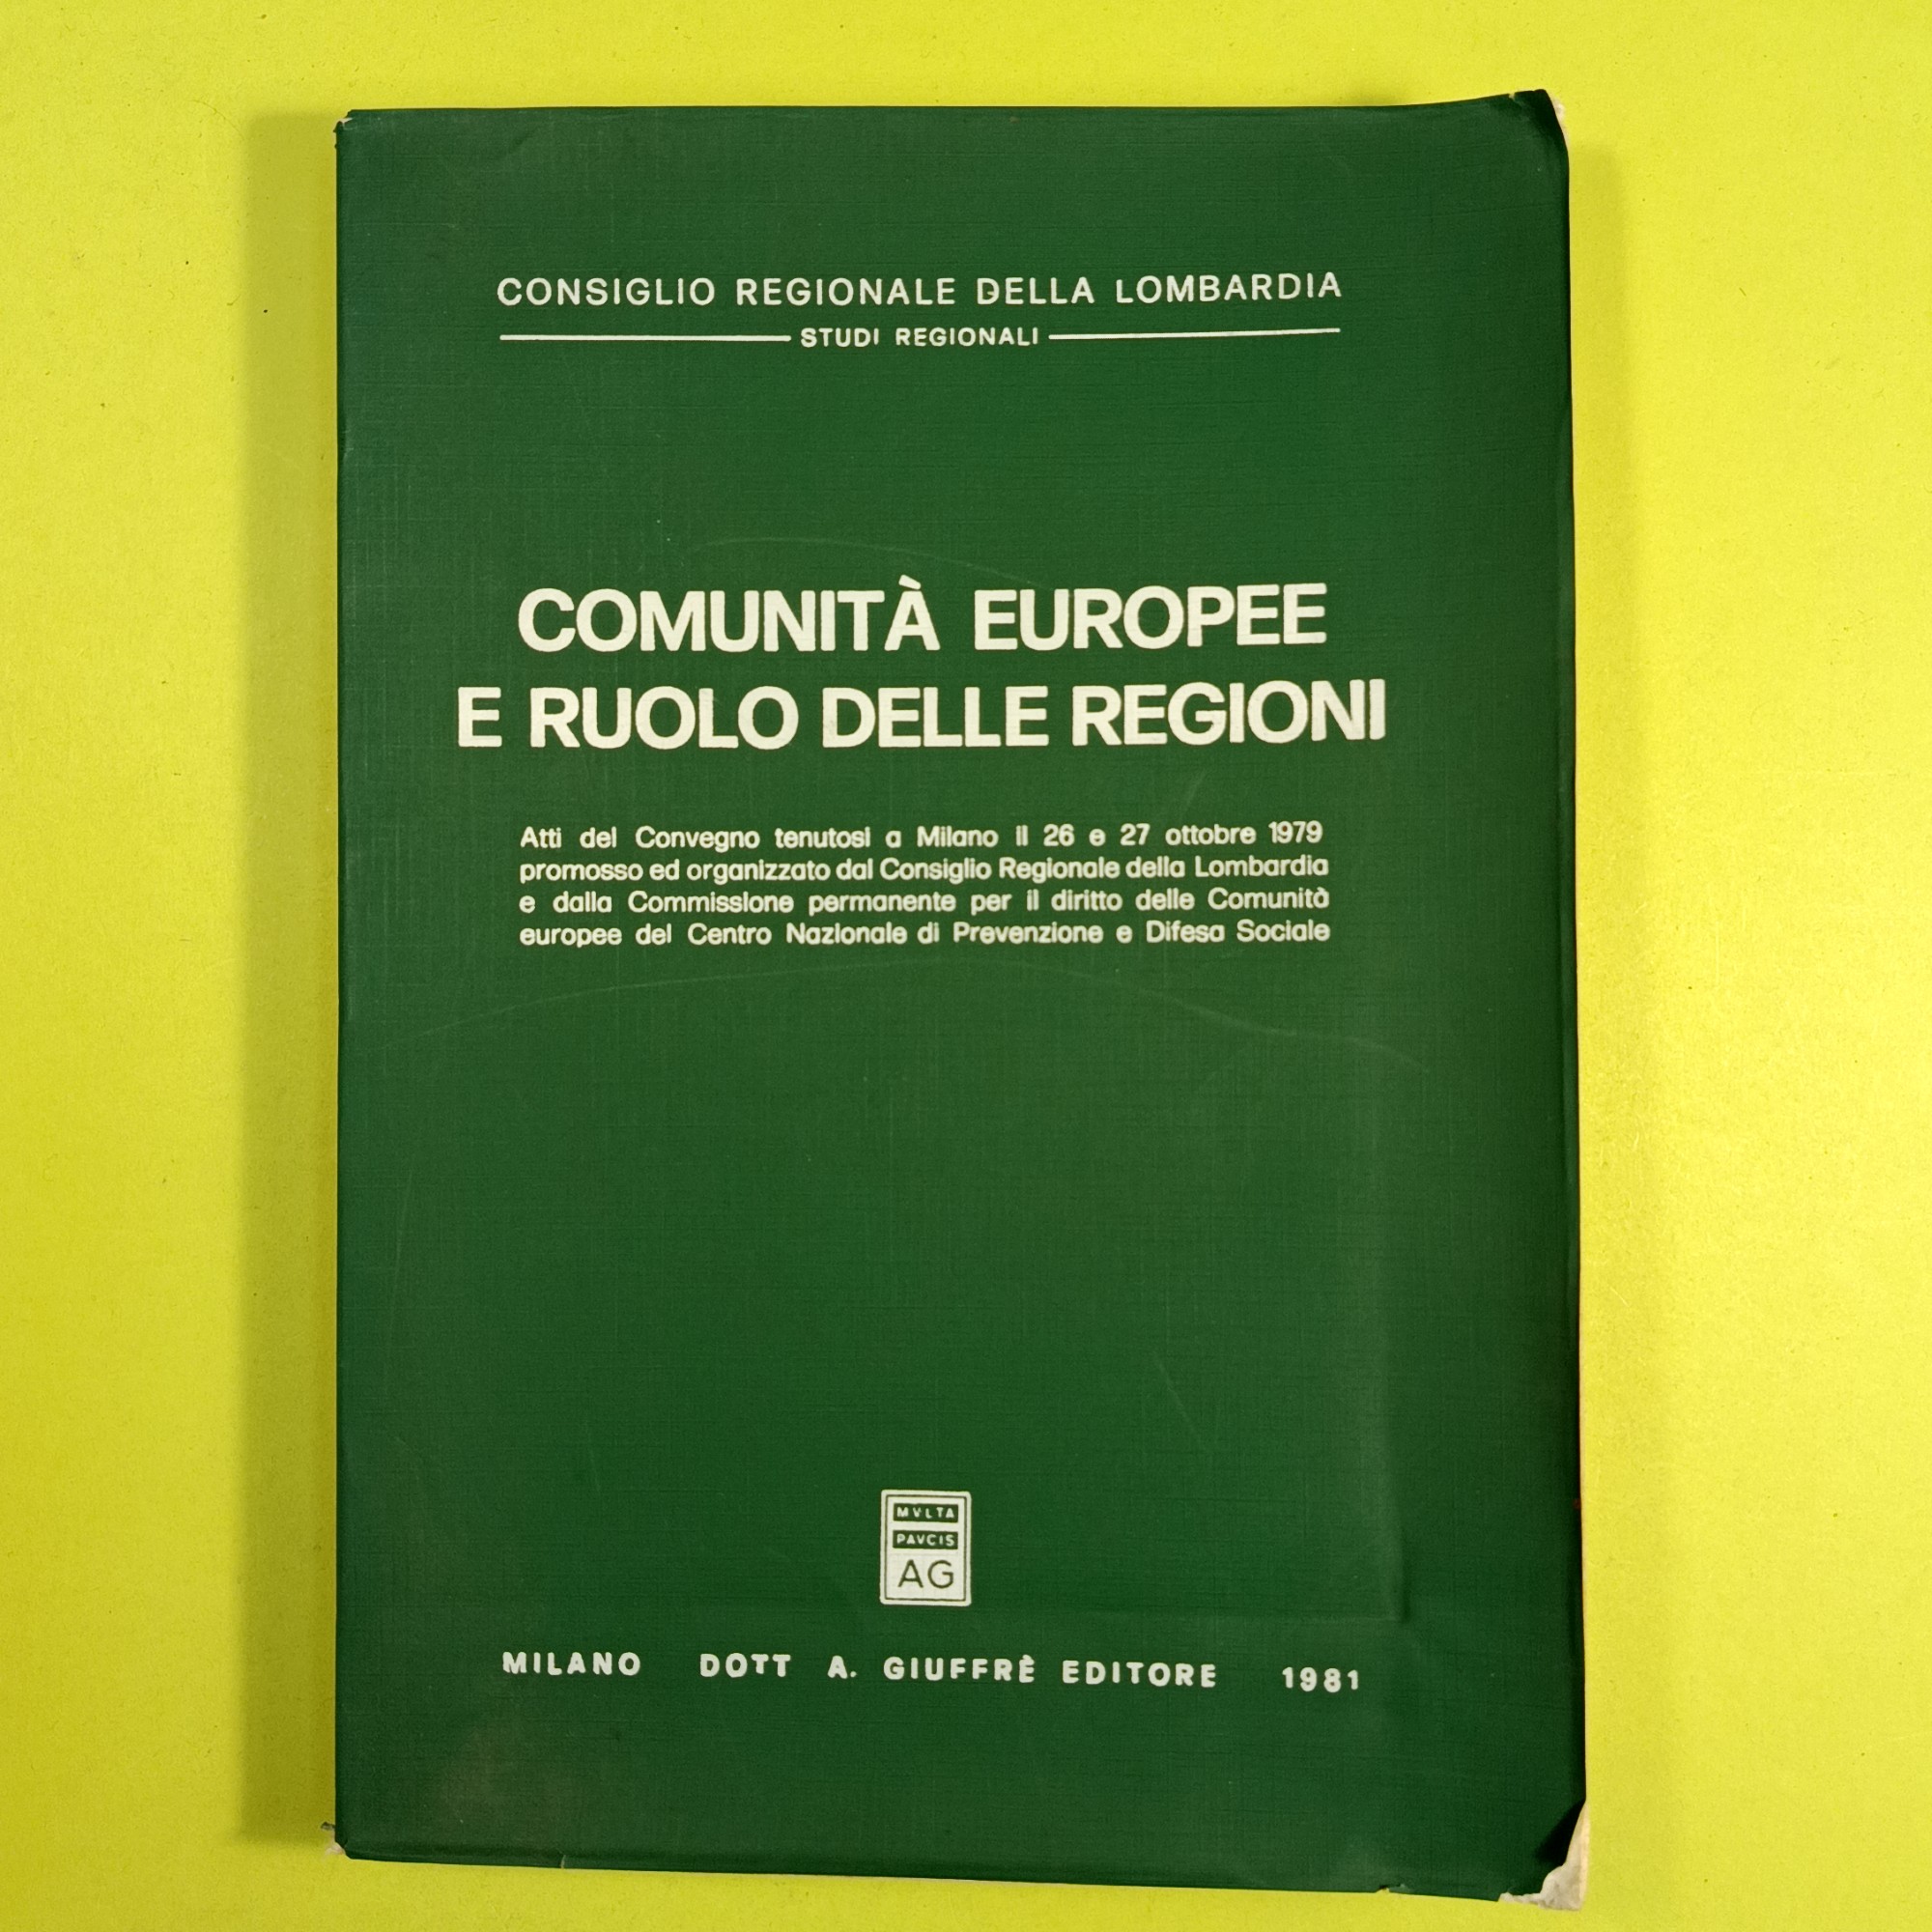 CONSIGLIO REGIONALE DELLA LOMBARDIA
STUDI REGIONALI
COMUNITÀ EUROPEE
E RUOLO DELLE REGIONI
Atti del Convegno tenutosi a Milano il 26 e 27 ottobre 1979
promosso ed organizzato dal Consiglio Regionale della Lombardia
e dalla Commissione permanente per il diritto delle Comunità
europee del Centro Nazionale di Prevenzione e Difesa Sociale
MVLTA
PAVCIS
AG
MILANO DOTT A. GIUFFRÈ EDITORE 1981